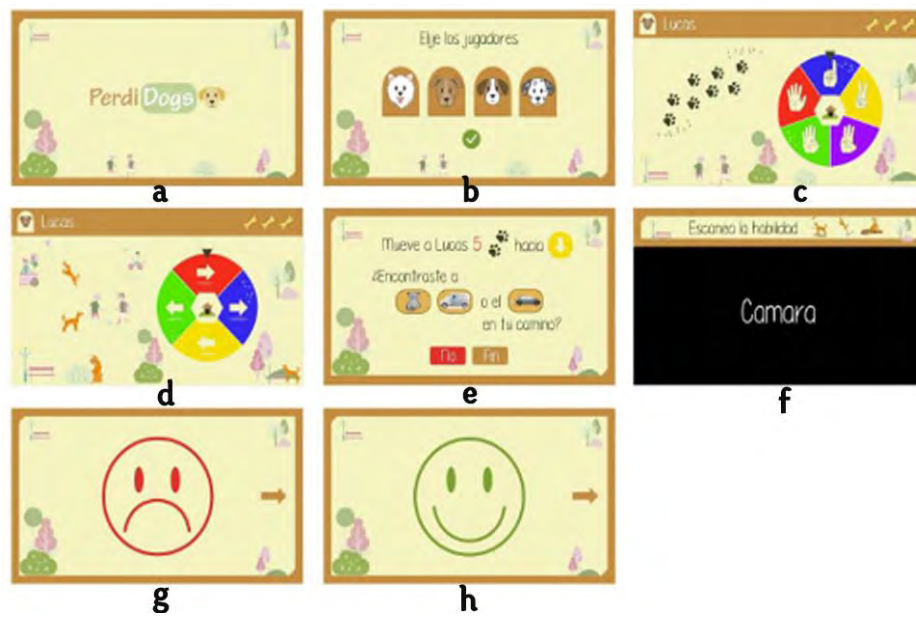 PerdiDogs
a
Elije los jugadores
b
Lucas
c
Lucas
d
Mueve a Lucas 5 hacia
¿Encontraste a
o el
en tu camino?
No Fin
e
Escanea la habilidad
Camara
f
g
h